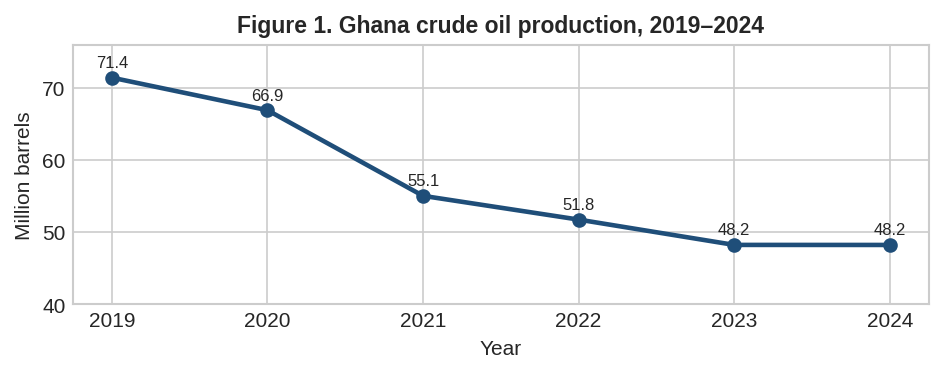 Figure 1. Ghana crude oil production, 2019–2024
Million barrels
70
60
50
40
71.4
66.9
55.1
51.8
48.2
48.2
2019 2020 2021 2022 2023 2024
Year